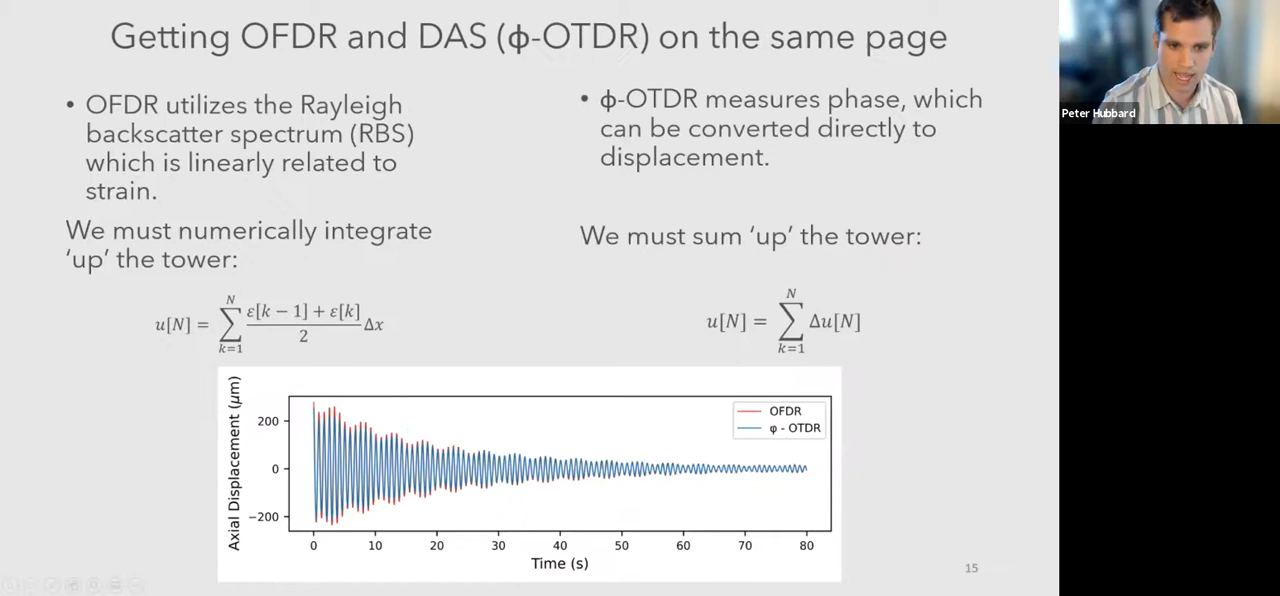 Getting OFDR and DAS (ϕ-OTDR) on the same page
• OFDR utilizes the Rayleigh
backscatter spectrum (RBS)
which is linearly related to
strain.
We must numerically integrate
‘up’ the tower:
u[N] = ∑_{k=1}^{N} (ε[k − 1] + ε[k])/2 Δx
• ϕ-OTDR measures phase, which
can be converted directly to
displacement.
We must sum ‘up’ the tower:
u[N] = ∑_{k=1}^{N} Δu[N]
Axial Displacement (μm)
200
0
−200
OFDR
φ - OTDR
0 10 20 30 40 50 60 70 80
Time (s)
15
Peter Hubbard